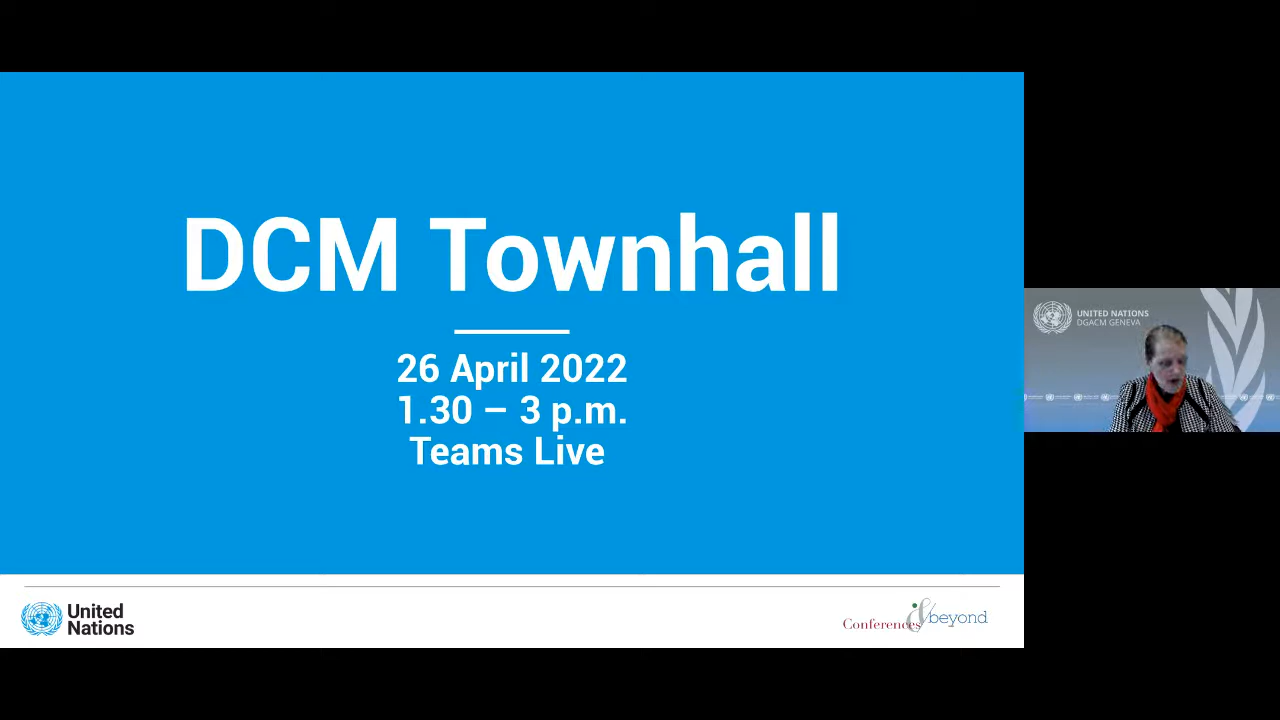 DCM Townhall
26 April 2022
1.30 – 3 p.m.
Teams Live
United
Nations
Conferences & beyond
UNITED NATIONS
DGACM GENEVA